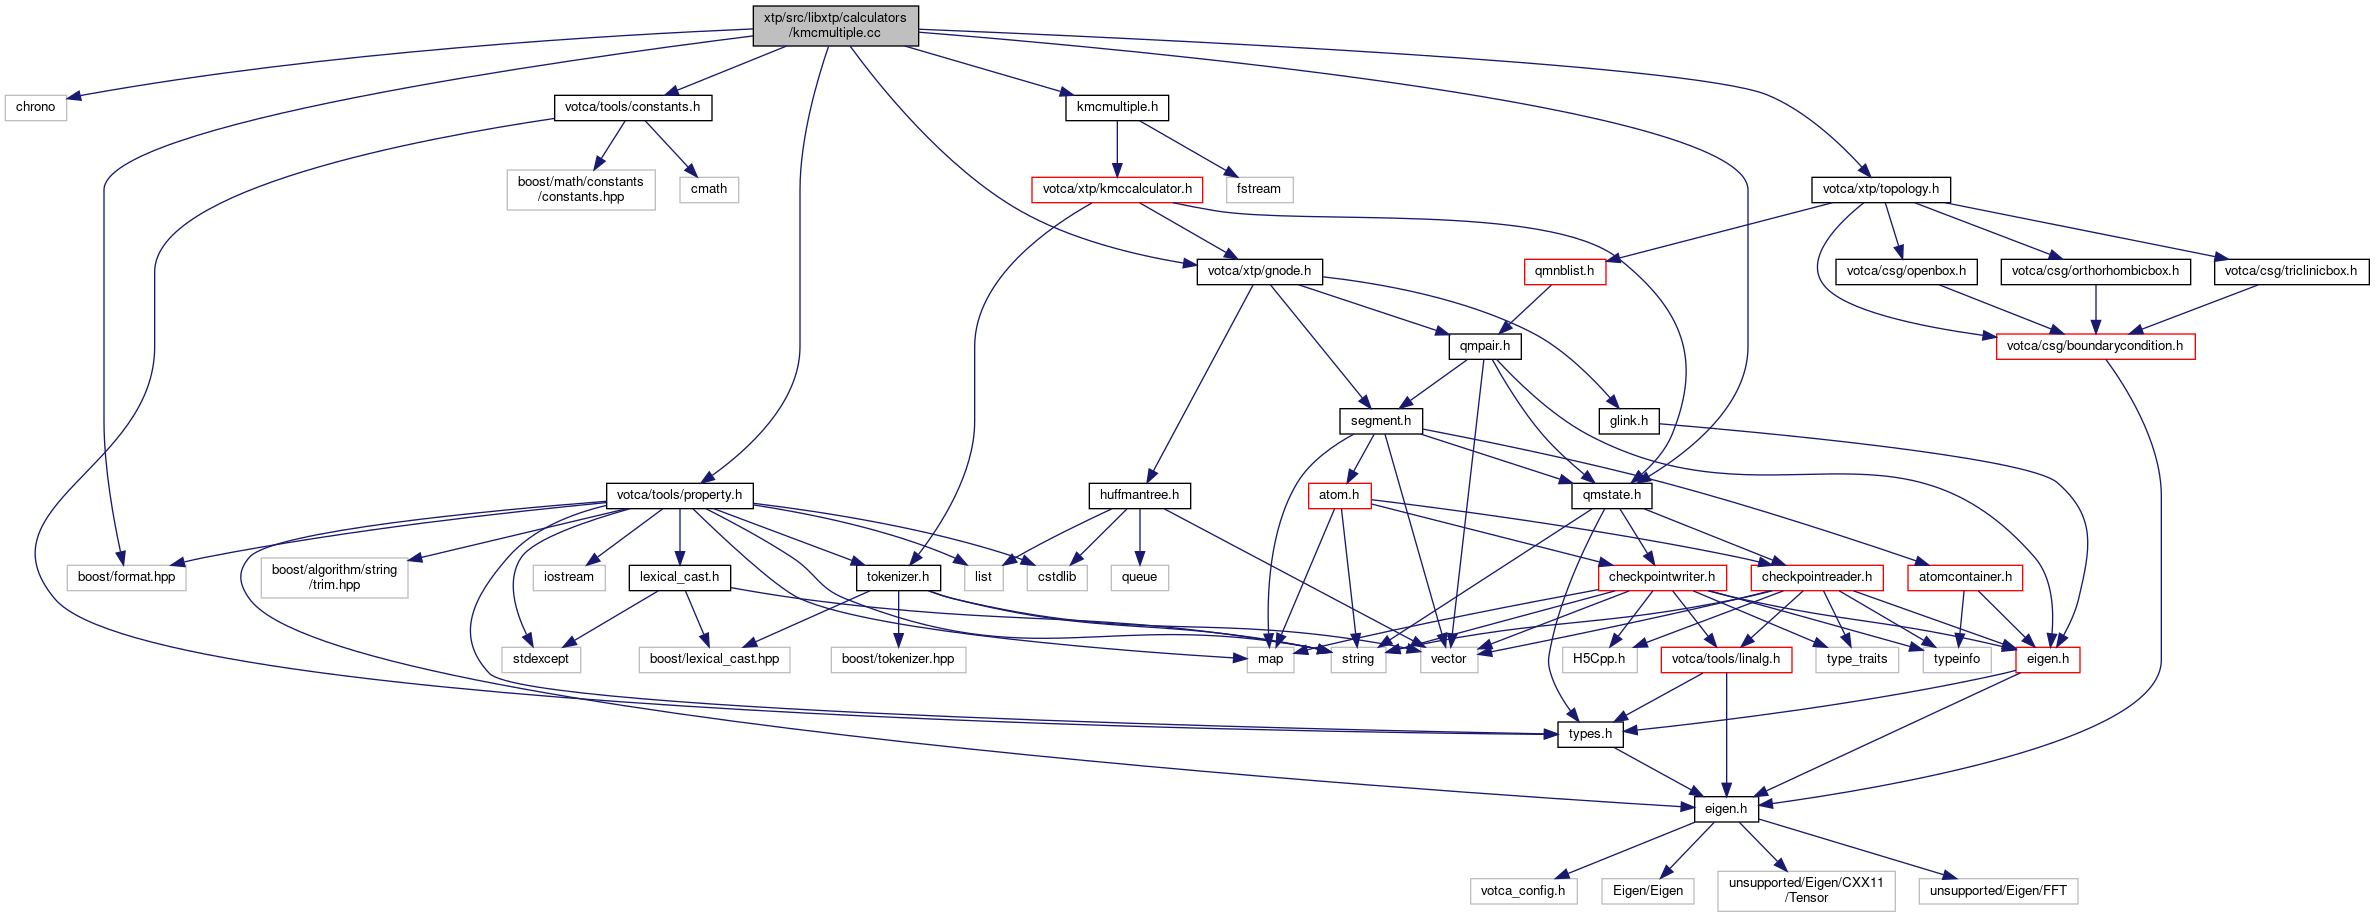 xtp/src/libxtp/calculators
/kmcmultiple.cc
chrono
votca/tools/constants.h
kmcmultiple.h
boost/math/constants
/constants.hpp
cmath
votca/xtp/kmccalculator.h
fstream
votca/xtp/topology.h
votca/xtp/gnode.h
qmnblist.h
votca/csg/openbox.h
votca/csg/orthorhombicbox.h
votca/csg/triclinicbox.h
qmpair.h
votca/csg/boundarycondition.h
segment.h
glink.h
votca/tools/property.h
huffmantree.h
atom.h
qmstate.h
boost/format.hpp
boost/algorithm/string
/trim.hpp
iostream
lexical_cast.h
tokenizer.h
list
cstdlib
queue
checkpointwriter.h
checkpointreader.h
atomcontainer.h
stdexcept
boost/lexical_cast.hpp
boost/tokenizer.hpp
map
string
vector
H5Cpp.h
votca/tools/linalg.h
type_traits
typeinfo
eigen.h
types.h
eigen.h
votca_config.h
Eigen/Eigen
unsupported/Eigen/CXX11
/Tensor
unsupported/Eigen/FFT